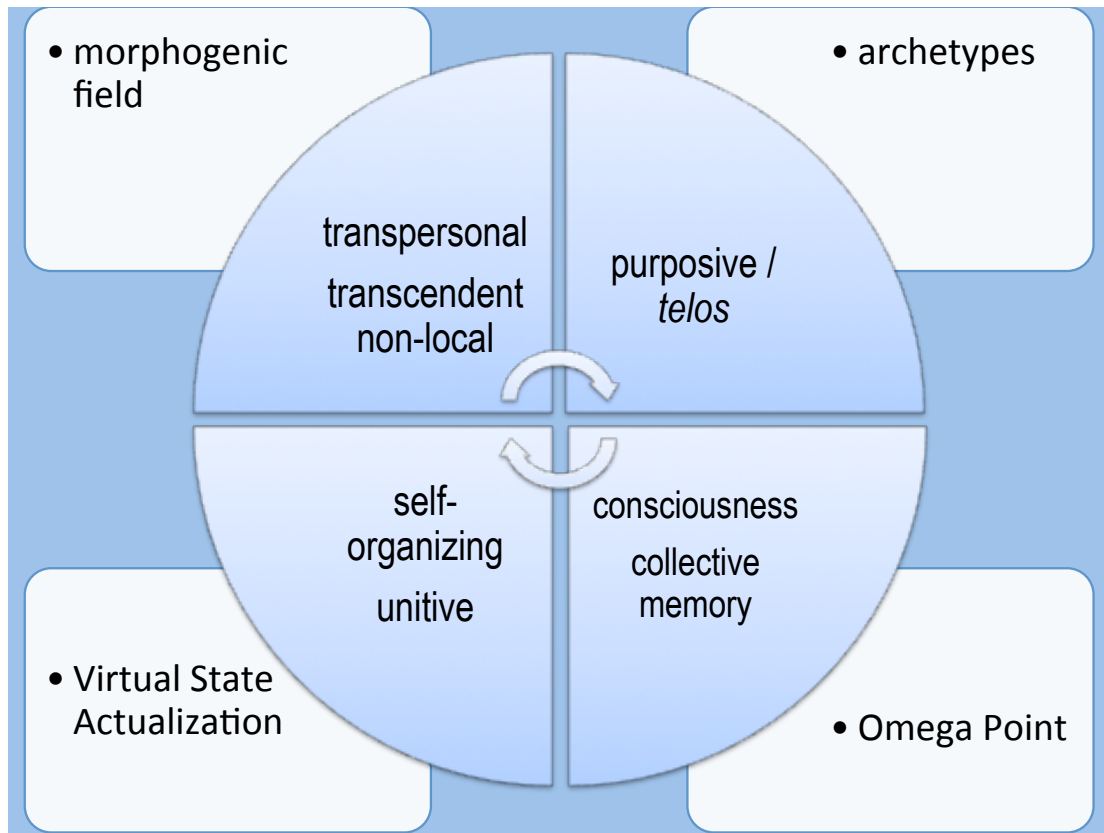 • morphogenic
field
• archetypes
transpersonal
transcendent
non-local
purposive /
telos
self-
organizing
unitive
consciousness
collective
memory
• Virtual State
Actualization
• Omega Point